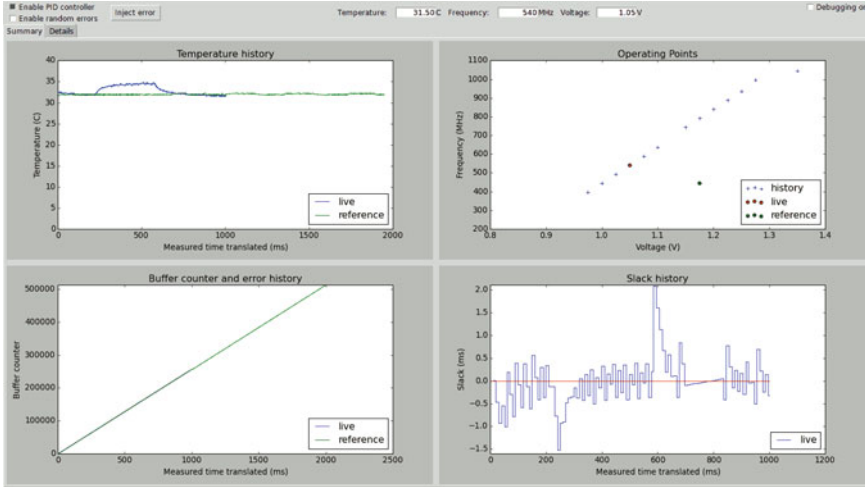 Enable PID controller
Enable random errors
Inject error
Temperature: 31.50C Frequency: 540MHz Voltage: 1.05V
Debugging
Summary Details
Temperature history
40
35
30
25
20
15
10
5
0
Temperature (C)
live
reference
0 500 1000 1500 2000
Measured time translated (ms)
Operating Points
1100
1000
900
800
700
600
500
400
300
200
Frequency (MHz)
history
live
reference
0.8 0.9 1.0 1.1 1.2 1.3 1.4
Voltage (V)
Buffer counter and error history
500000
400000
300000
200000
100000
0
Buffer counter
live
reference
0 500 1000 1500 2000 2500
Measured time translated (ms)
Slack history
2.0
1.5
1.0
0.5
0.0
−0.5
−1.0
−1.5
Slack (ms)
live
0 200 400 600 800 1000
Measured time translated (ms)